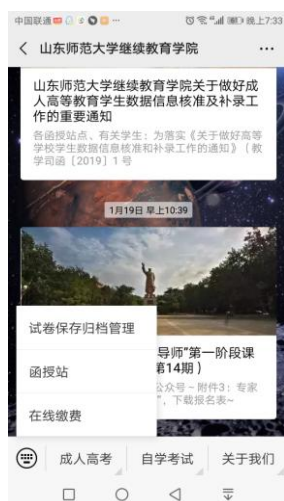 中国联通 晚上7:33
山东师范大学继续教育学院
山东师范大学继续教育学院关于做好成
人高等教育学生数据信息核准及补录工
作的重要通知
各函授站点、有关学生：为落实《关于做好高等
学校学生数据信息核准和补录工作的通知》（教
学司函［2019］1 号
1月19日 早上10:39
导师”第一阶段课
第14期）
公众号～附件3：专家
”，下载报名表~
试卷保存归档管理
函授站
在线缴费
成人高考
自学考试
关于我们